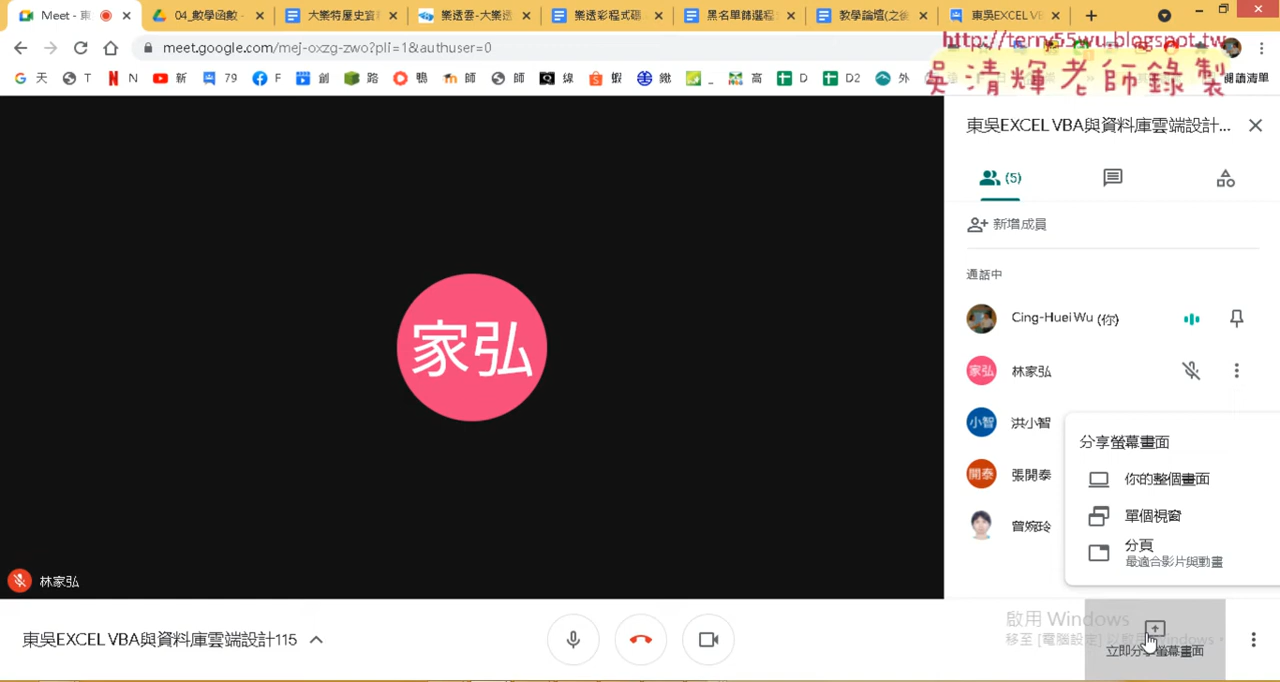 Meet - 東
04_數學函數 -
大樂特歷史資
樂透雲-大樂透
樂透彩程式碼
黑名單篩選程
教學論壇(之後
東吳EXCEL VB
meet.google.com/mej-oxzg-zwo?pli=1&authuser=0
http://terry55wu.blogspot.tw
吳清輝老師錄製
天
T
N
新
79
F
創
路
鴨
師
師
線
蝦
鐵
高
D
D2
外
閱讀清單
東吳EXCEL VBA與資料庫雲端設計...
(5)
新增成員
通話中
Cing-Huei Wu (你)
家弘 林家弘
小智 洪小智
開泰 張開泰
曾婉玲
家弘
林家弘
分享螢幕畫面
你的整個畫面
單個視窗
分頁
最適合影片與動畫
東吳EXCEL VBA與資料庫雲端設計115
啟用 Windows
移至 [電腦設定] 以啟用 Windows。
立即分享螢幕畫面